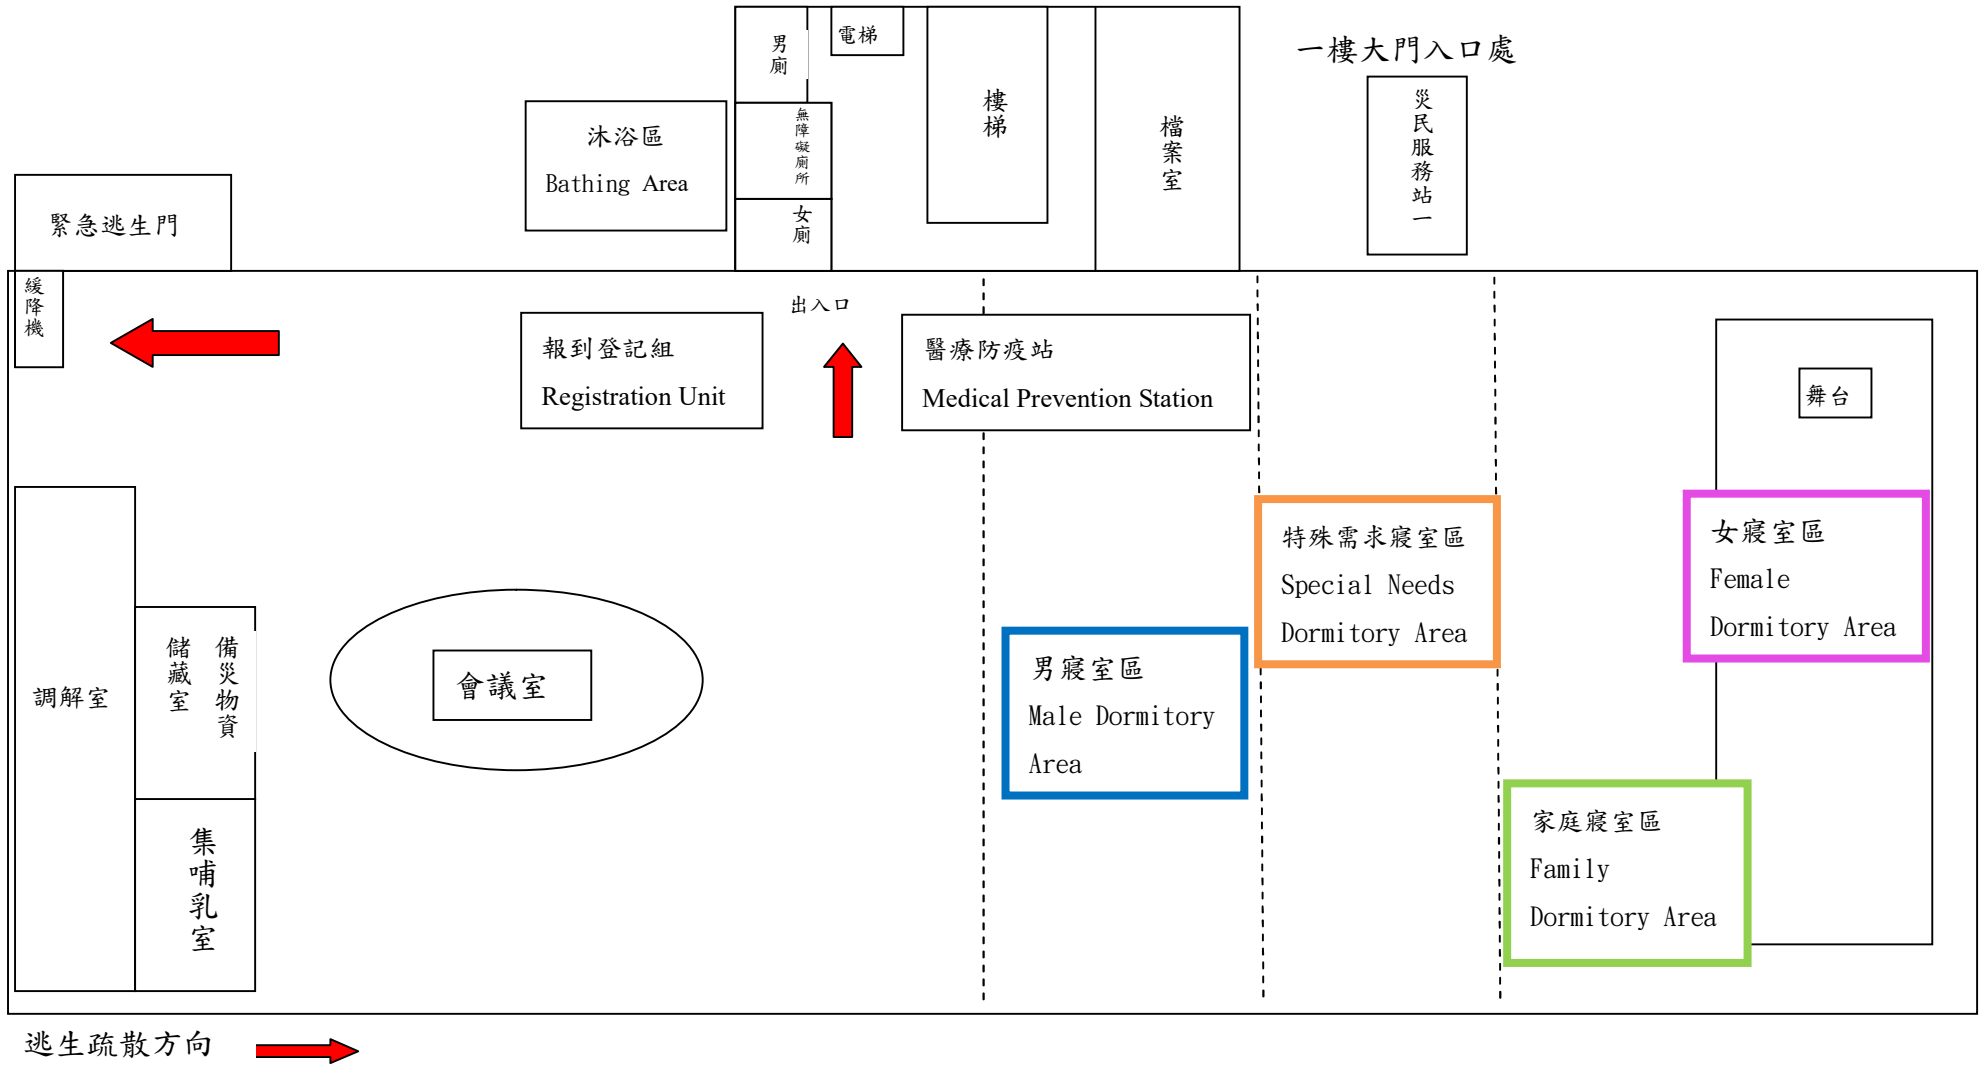 男廁
電梯
一樓大門入口處
樓梯
災民服務站一
沐浴區
Bathing Area
無障礙廁所
檔案室
緊急逃生門
女廁
緩降機
出入口
報到登記組
Registration Unit
醫療防疫站
Medical Prevention Station
舞台
特殊需求寢室區
Special Needs
Dormitory Area
女寢室區
Female
Dormitory Area
備災物資
儲藏室
調解室
會議室
男寢室區
Male Dormitory
Area
集哺乳室
家庭寢室區
Family
Dormitory Area
逃生疏散方向